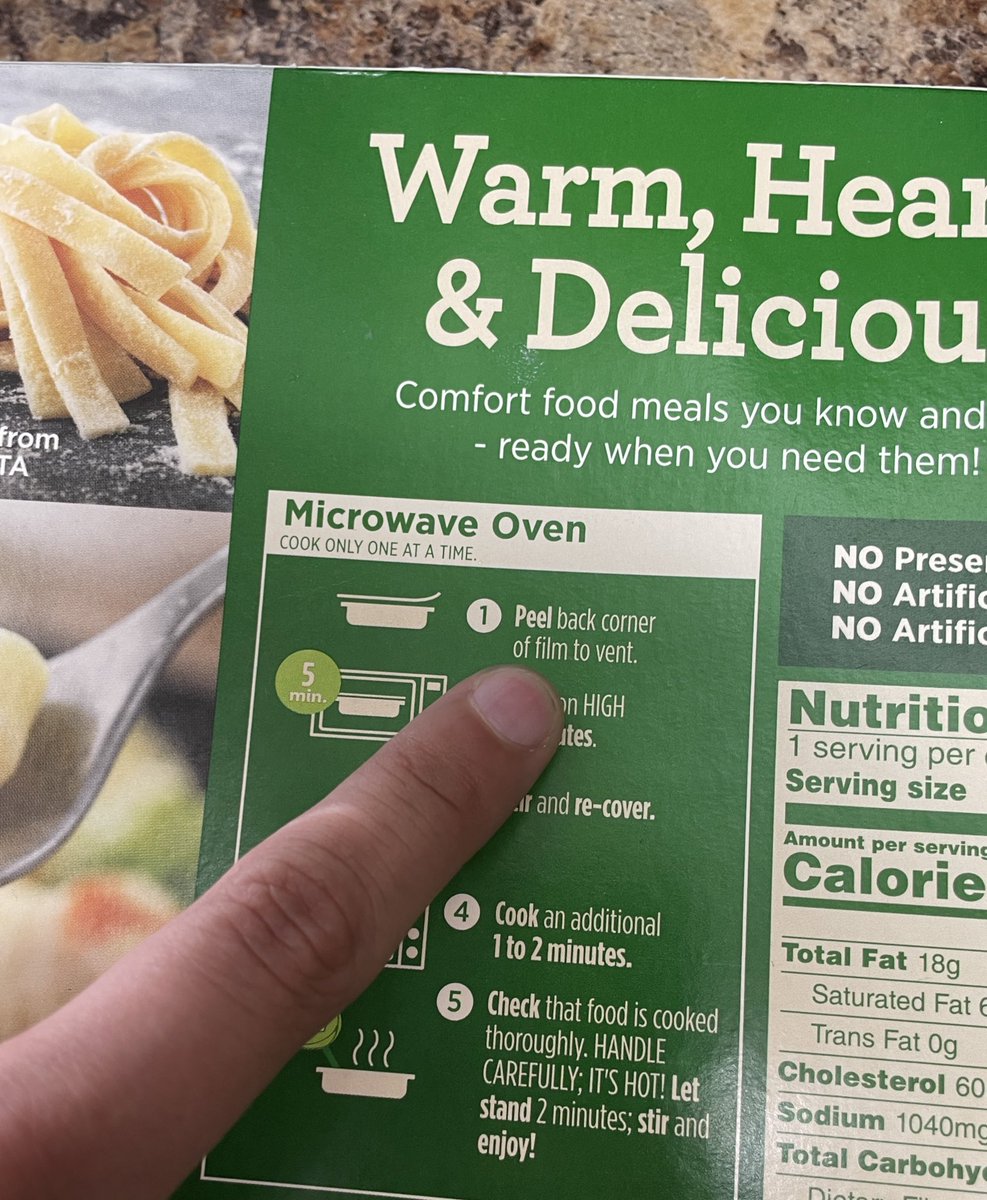 from
TA
Warm, Hear
& Deliciou
Comfort food meals you know and
- ready when you need them!
Microwave Oven
COOK ONLY ONE AT A TIME.
1 Peel back corner
of film to vent.
5
min.
on HIGH
utes.
and re-cover.
4 Cook an additional
1 to 2 minutes.
5 Check that food is cooked
thoroughly. HANDLE
CAREFULLY; IT'S HOT! Let
stand 2 minutes; stir and
enjoy!
NO Preser
NO Artific
NO Artific
Nutritio
1 serving per
Serving size
Amount per serving
Calorie
Total Fat 18g
Saturated Fat 6
Trans Fat 0g
Cholesterol 60
Sodium 1040mg
Total Carbohy